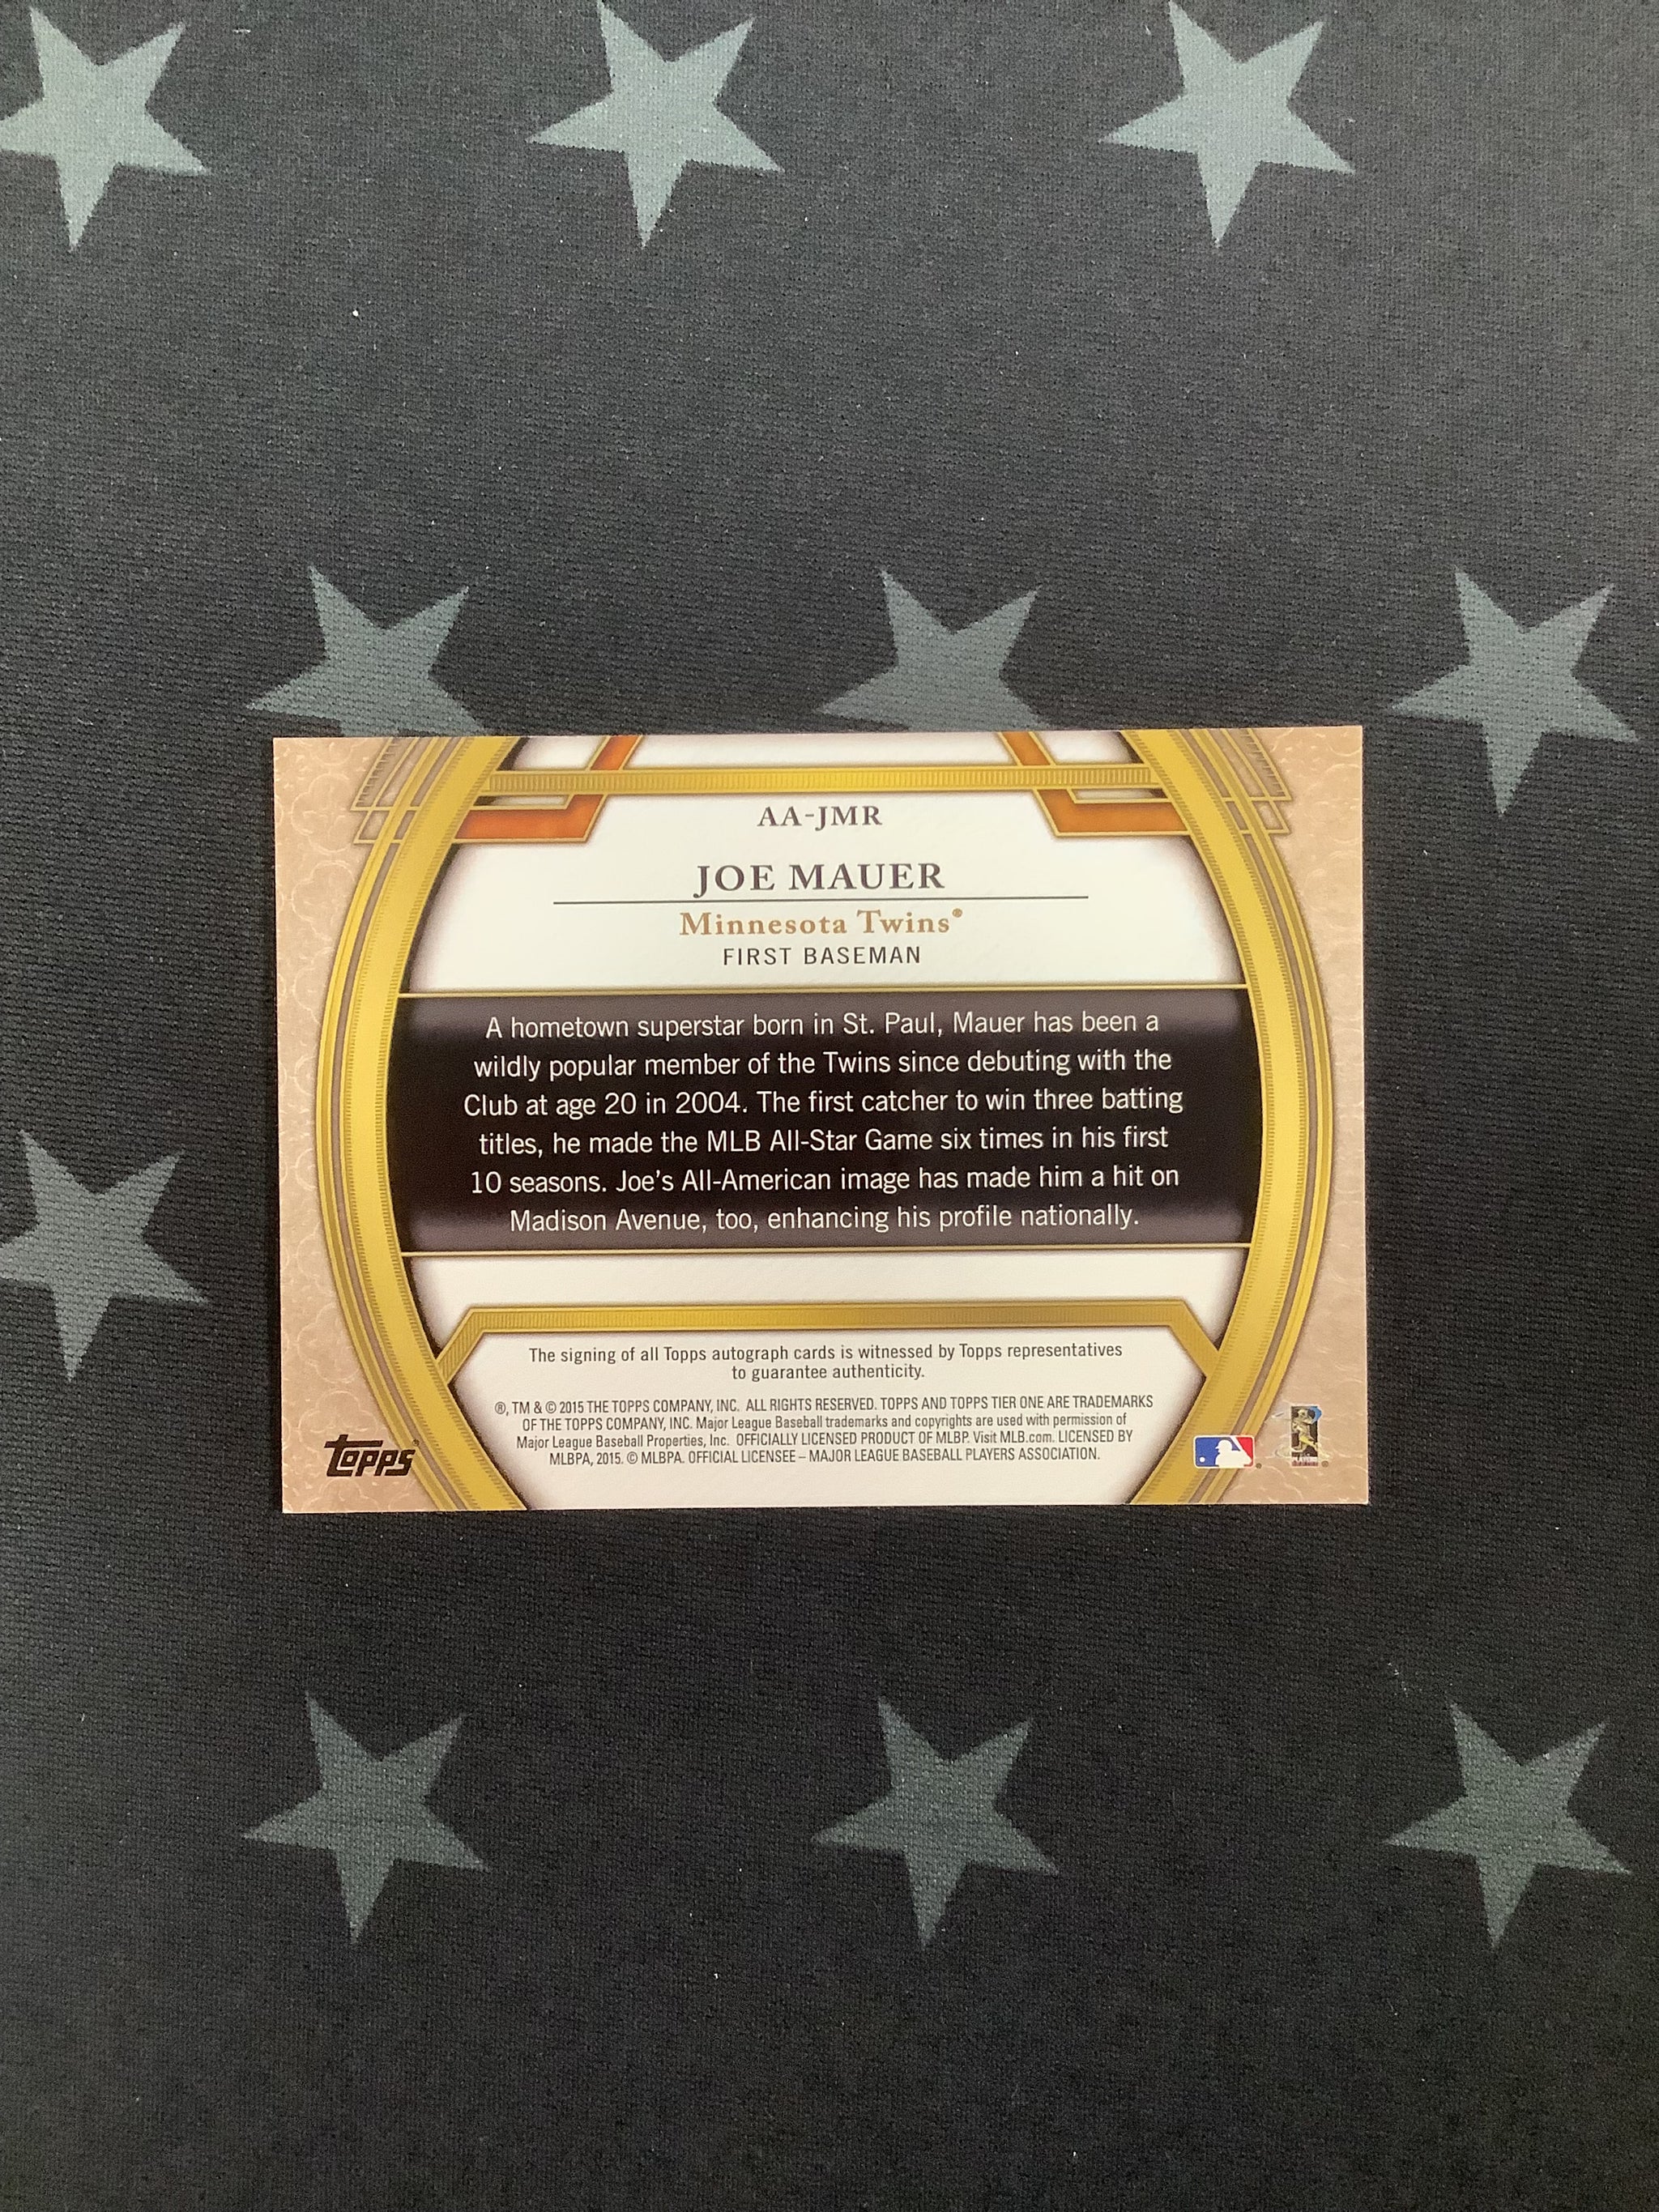 AA-JMR
JOE MAUER
Minnesota Twins®
FIRST BASEMAN
A hometown superstar born in St. Paul, Mauer has been a
wildly popular member of the Twins since debuting with the
Club at age 20 in 2004. The first catcher to win three batting
titles, he made the MLB All-Star Game six times in his first
10 seasons. Joe's All-American image has made him a hit on
Madison Avenue, too, enhancing his profile nationally.
The signing of all Topps autograph cards is witnessed by Topps representatives
to guarantee authenticity.
®, TM & © 2015 THE TOPPS COMPANY, INC. ALL RIGHTS RESERVED. TOPPS AND TOPPS TIER ONE ARE TRADEMARKS
OF THE TOPPS COMPANY, INC. Major League Baseball trademarks and copyrights are used with permission of
Major League Baseball Properties, Inc. OFFICIALLY LICENSED PRODUCT OF MLBP. Visit MLB.com. LICENSED BY
MLBPA, 2015. © MLBPA. OFFICIAL LICENSEE – MAJOR LEAGUE BASEBALL PLAYERS ASSOCIATION.
topps